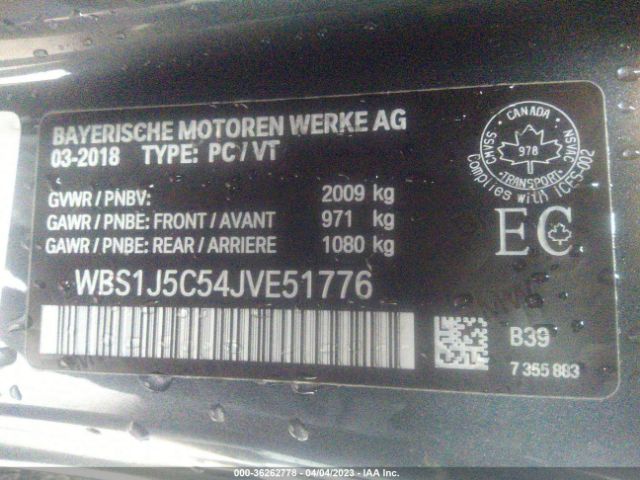 BAYERISCHE MOTOREN WERKE AG
03-2018 TYPE: PC / VT
GVWR / PNBV: 2009 kg
GAWR / PNBE: FRONT / AVANT 971 kg
GAWR / PNBE: REAR / ARRIERE 1080 kg
WBS1J5C54JVE51776
CANADA
CMVSS
NSVAC
978
TRANSPORT
Complies with ICES-002
EC
B39
7 355 883
000-36262778 - 04/04/2023 - IAA Inc.